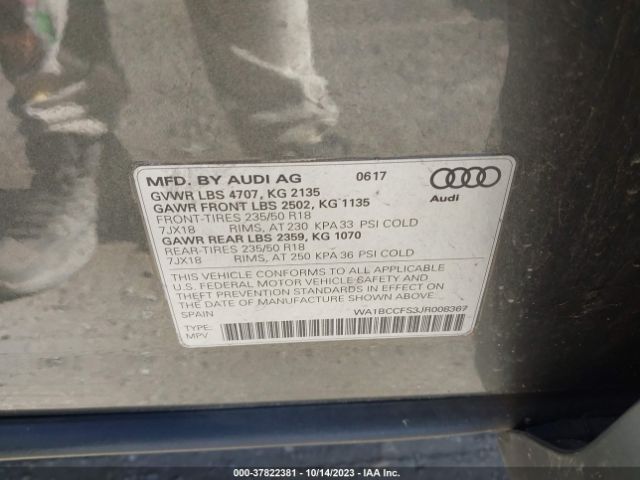 MFD. BY AUDI AG 0617
GVWR LBS 4707, KG 2135
GAWR FRONT LBS 2502, KG 1135
FRONT-TIRES 235/50 R18
7JX18 RIMS, AT 230 KPA 33 PSI COLD
GAWR REAR LBS 2359, KG 1070
REAR-TIRES 235/50 R18
7JX18 RIMS, AT 250 KPA 36 PSI COLD
Audi
THIS VEHICLE CONFORMS TO ALL APPLICABLE
U.S. FEDERAL MOTOR VEHICLE SAFETY- AND
THEFT PREVENTION STANDARDS IN EFFECT ON
THE DATE OF MANUFACTURE SHOWN ABOVE.
SPAIN WA1BCCFS3JR008367
TYPE:
MPV
000-37822381 - 10/14/2023 - IAA Inc.